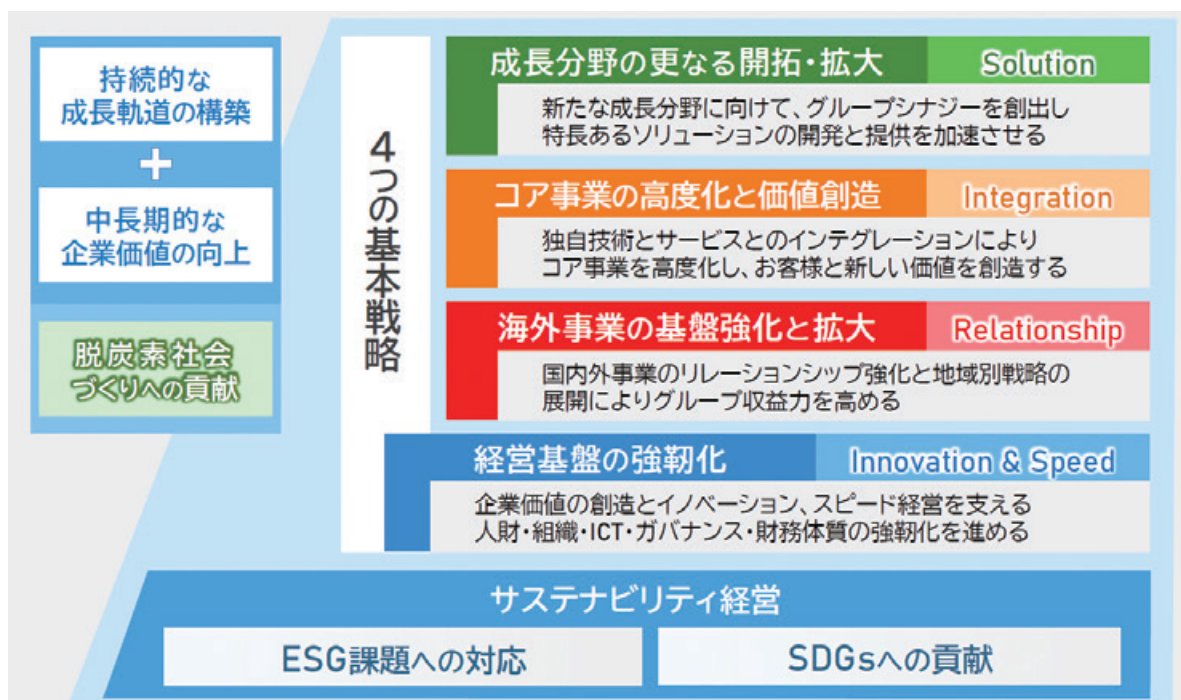 持続的な
成長軌道の構築
+
中長期的な
企業価値の向上
脱炭素社会
づくりへの貢献
4つの基本戦略
成長分野の更なる開拓・拡大 Solution
新たな成長分野に向けて、グループシナジーを創出し
特長あるソリューションの開発と提供を加速させる
コア事業の高度化と価値創造 Integration
独自技術とサービスとのインテグレーションにより
コア事業を高度化し、お客様と新しい価値を創造する
海外事業の基盤強化と拡大 Relationship
国内外事業のリレーションシップ強化と地域別戦略の
展開によりグループ収益力を高める
経営基盤の強靭化 Innovation & Speed
企業価値の創造とイノベーション、スピード経営を支える
人財・組織・ICT・ガバナンス・財務体質の強靭化を進める
サステナビリティ経営
ESG課題への対応 SDGsへの貢献